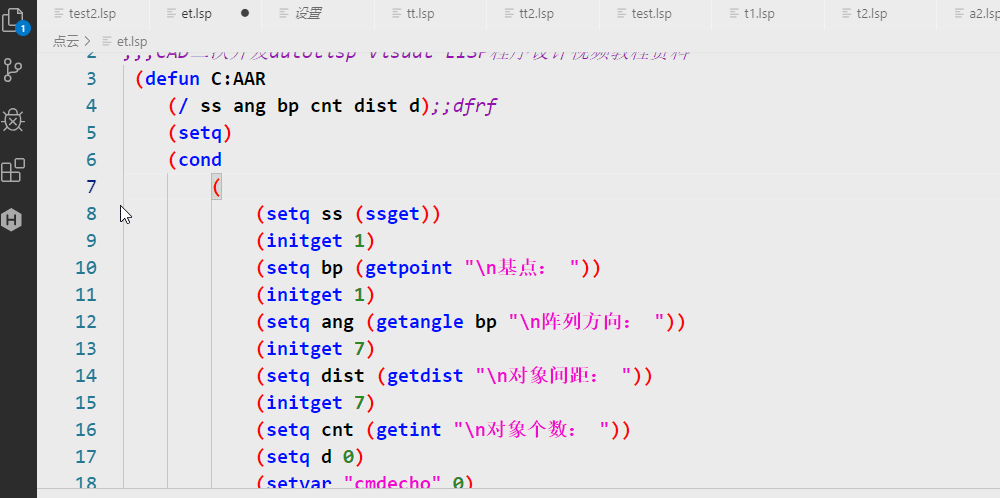 test2.lsp et.lsp 设置 tt.lsp tt2.lsp test.lsp t1.lsp t2.lsp a2.lsp
1
点云 > et.lsp
2 ;;;CAD二次开发autolisp Visual LISP程序设计视频教程资料
3 (defun C:AAR
4 (/ ss ang bp cnt dist d);;dfrf
5 (setq)
6 (cond
7 (
8 (setq ss (ssget))
9 (initget 1)
10 (setq bp (getpoint "\n基点： "))
11 (initget 1)
12 (setq ang (getangle bp "\n阵列方向： "))
13 (initget 7)
14 (setq dist (getdist "\n对象间距： "))
15 (initget 7)
16 (setq cnt (getint "\n对象个数： "))
17 (setq d 0)
18 (setvar "cmdecho" 0)